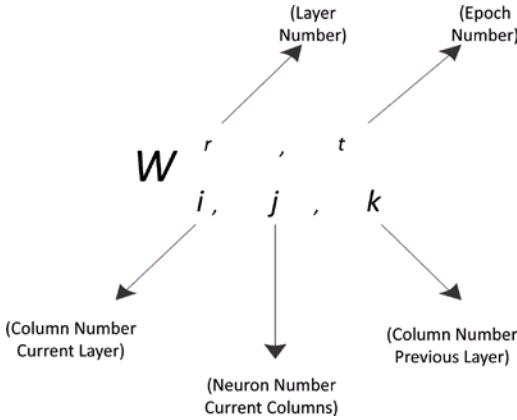 (Layer
Number)
(Epoch
Number)
W
r , t
i, j , k
(Column Number
Current Layer)
(Neuron Number
Current Columns)
(Column Number
Previous Layer)